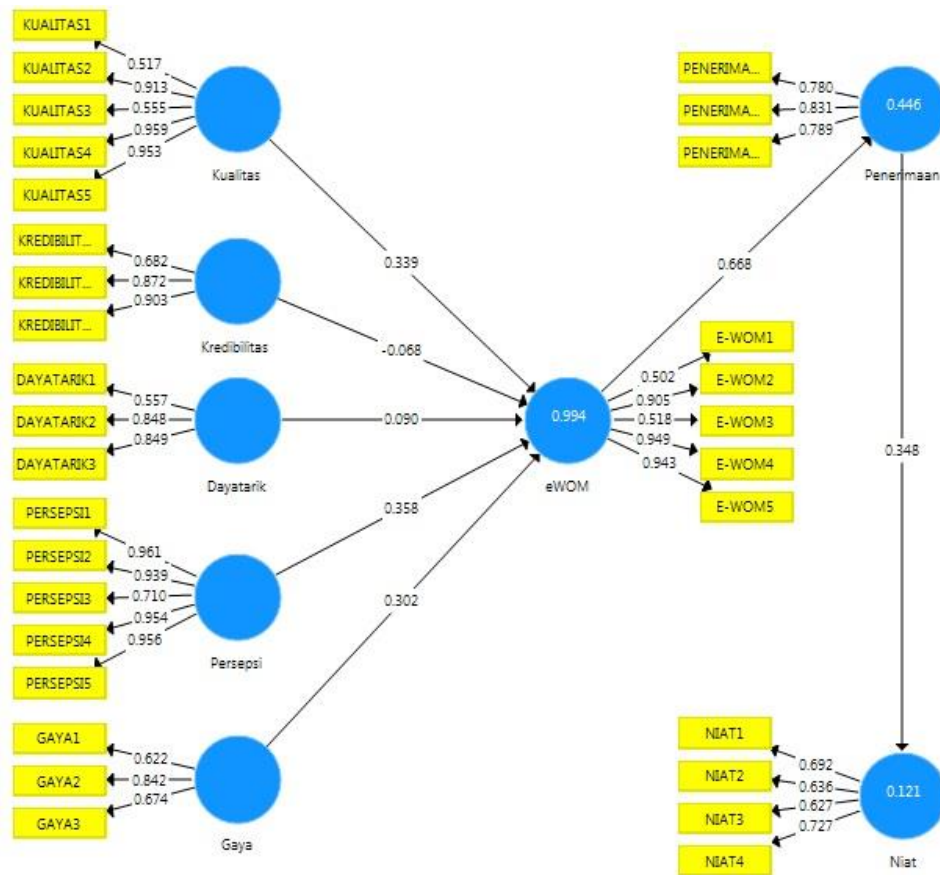 KUALITAS1
KUALITAS2
KUALITAS3
KUALITAS4
KUALITAS5
0.517
0.913
0.555
0.959
0.953
Kualitas
KREDIBILIT...
KREDIBILIT...
KREDIBILIT...
0.682
0.872
0.903
Kredibilitas
DAYATARIK1
DAYATARIK2
DAYATARIK3
0.557
0.848
0.849
Dayatarik
PERSEPSI1
PERSEPSI2
PERSEPSI3
PERSEPSI4
PERSEPSI5
0.961
0.939
0.710
0.954
0.956
Persepsi
GAYA1
GAYA2
GAYA3
0.622
0.842
0.674
Gaya
0.339
-0.068
0.090
0.358
0.302
0.994
eWOM
0.502
0.905
0.518
0.949
0.943
E-WOM1
E-WOM2
E-WOM3
E-WOM4
E-WOM5
0.668
PENERIMA...
PENERIMA...
PENERIMA...
0.780
0.831
0.789
0.446
Penerimaan
0.348
NIAT1
NIAT2
NIAT3
NIAT4
0.692
0.636
0.627
0.727
0.121
Niat